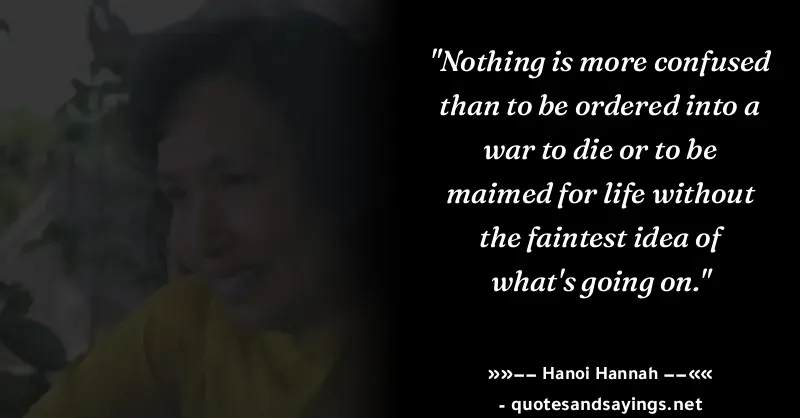 "Nothing is more confused
than to be ordered into a
war to die or to be
maimed for life without
the faintest idea of
what's going on."
»»–– Hanoi Hannah ––««
- quotesandsayings.net